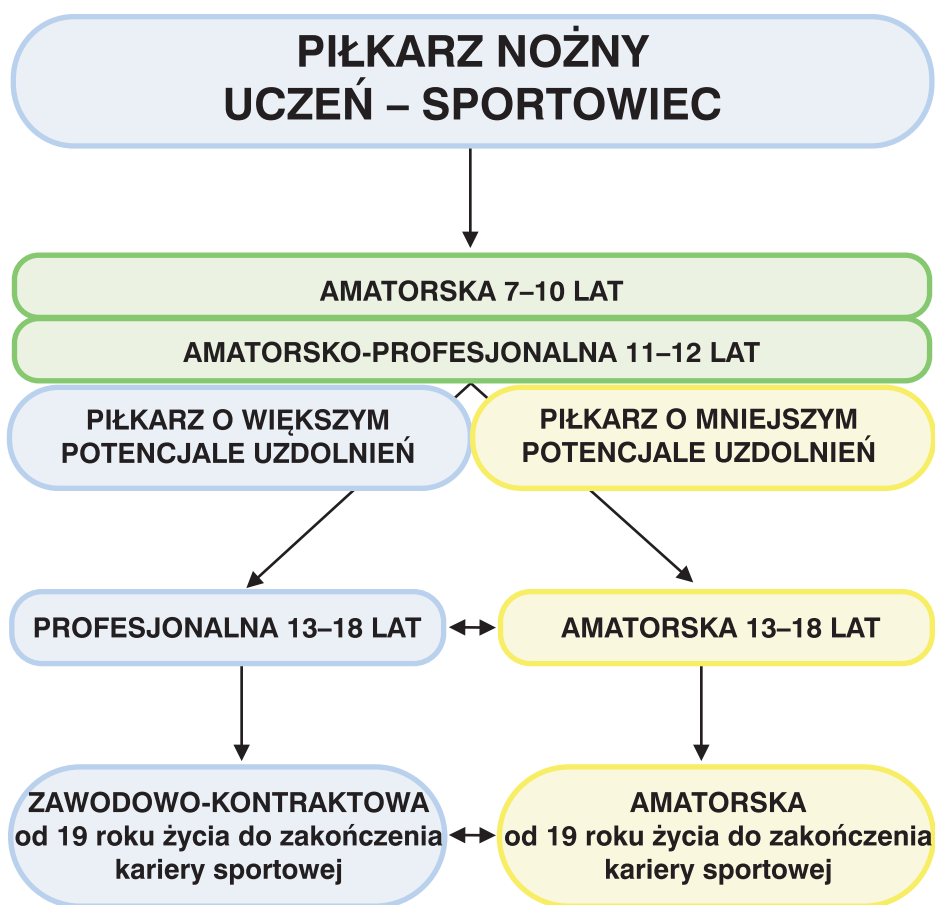 PIŁKARZ NOŻNY
UCZEŃ – SPORTOWIEC
AMATORSKA 7–10 LAT
AMATORSKO-PROFESJONALNA 11–12 LAT
PIŁKARZ O WIĘKSZYM
POTENCJALE UZDOLNIEŃ
PIŁKARZ O MNIEJSZYM
POTENCJALE UZDOLNIEŃ
PROFESJONALNA 13–18 LAT
AMATORSKA 13–18 LAT
ZAWODOWO-KONTRAKTOWA
od 19 roku życia do zakończenia
kariery sportowej
AMATORSKA
od 19 roku życia do zakończenia
kariery sportowej